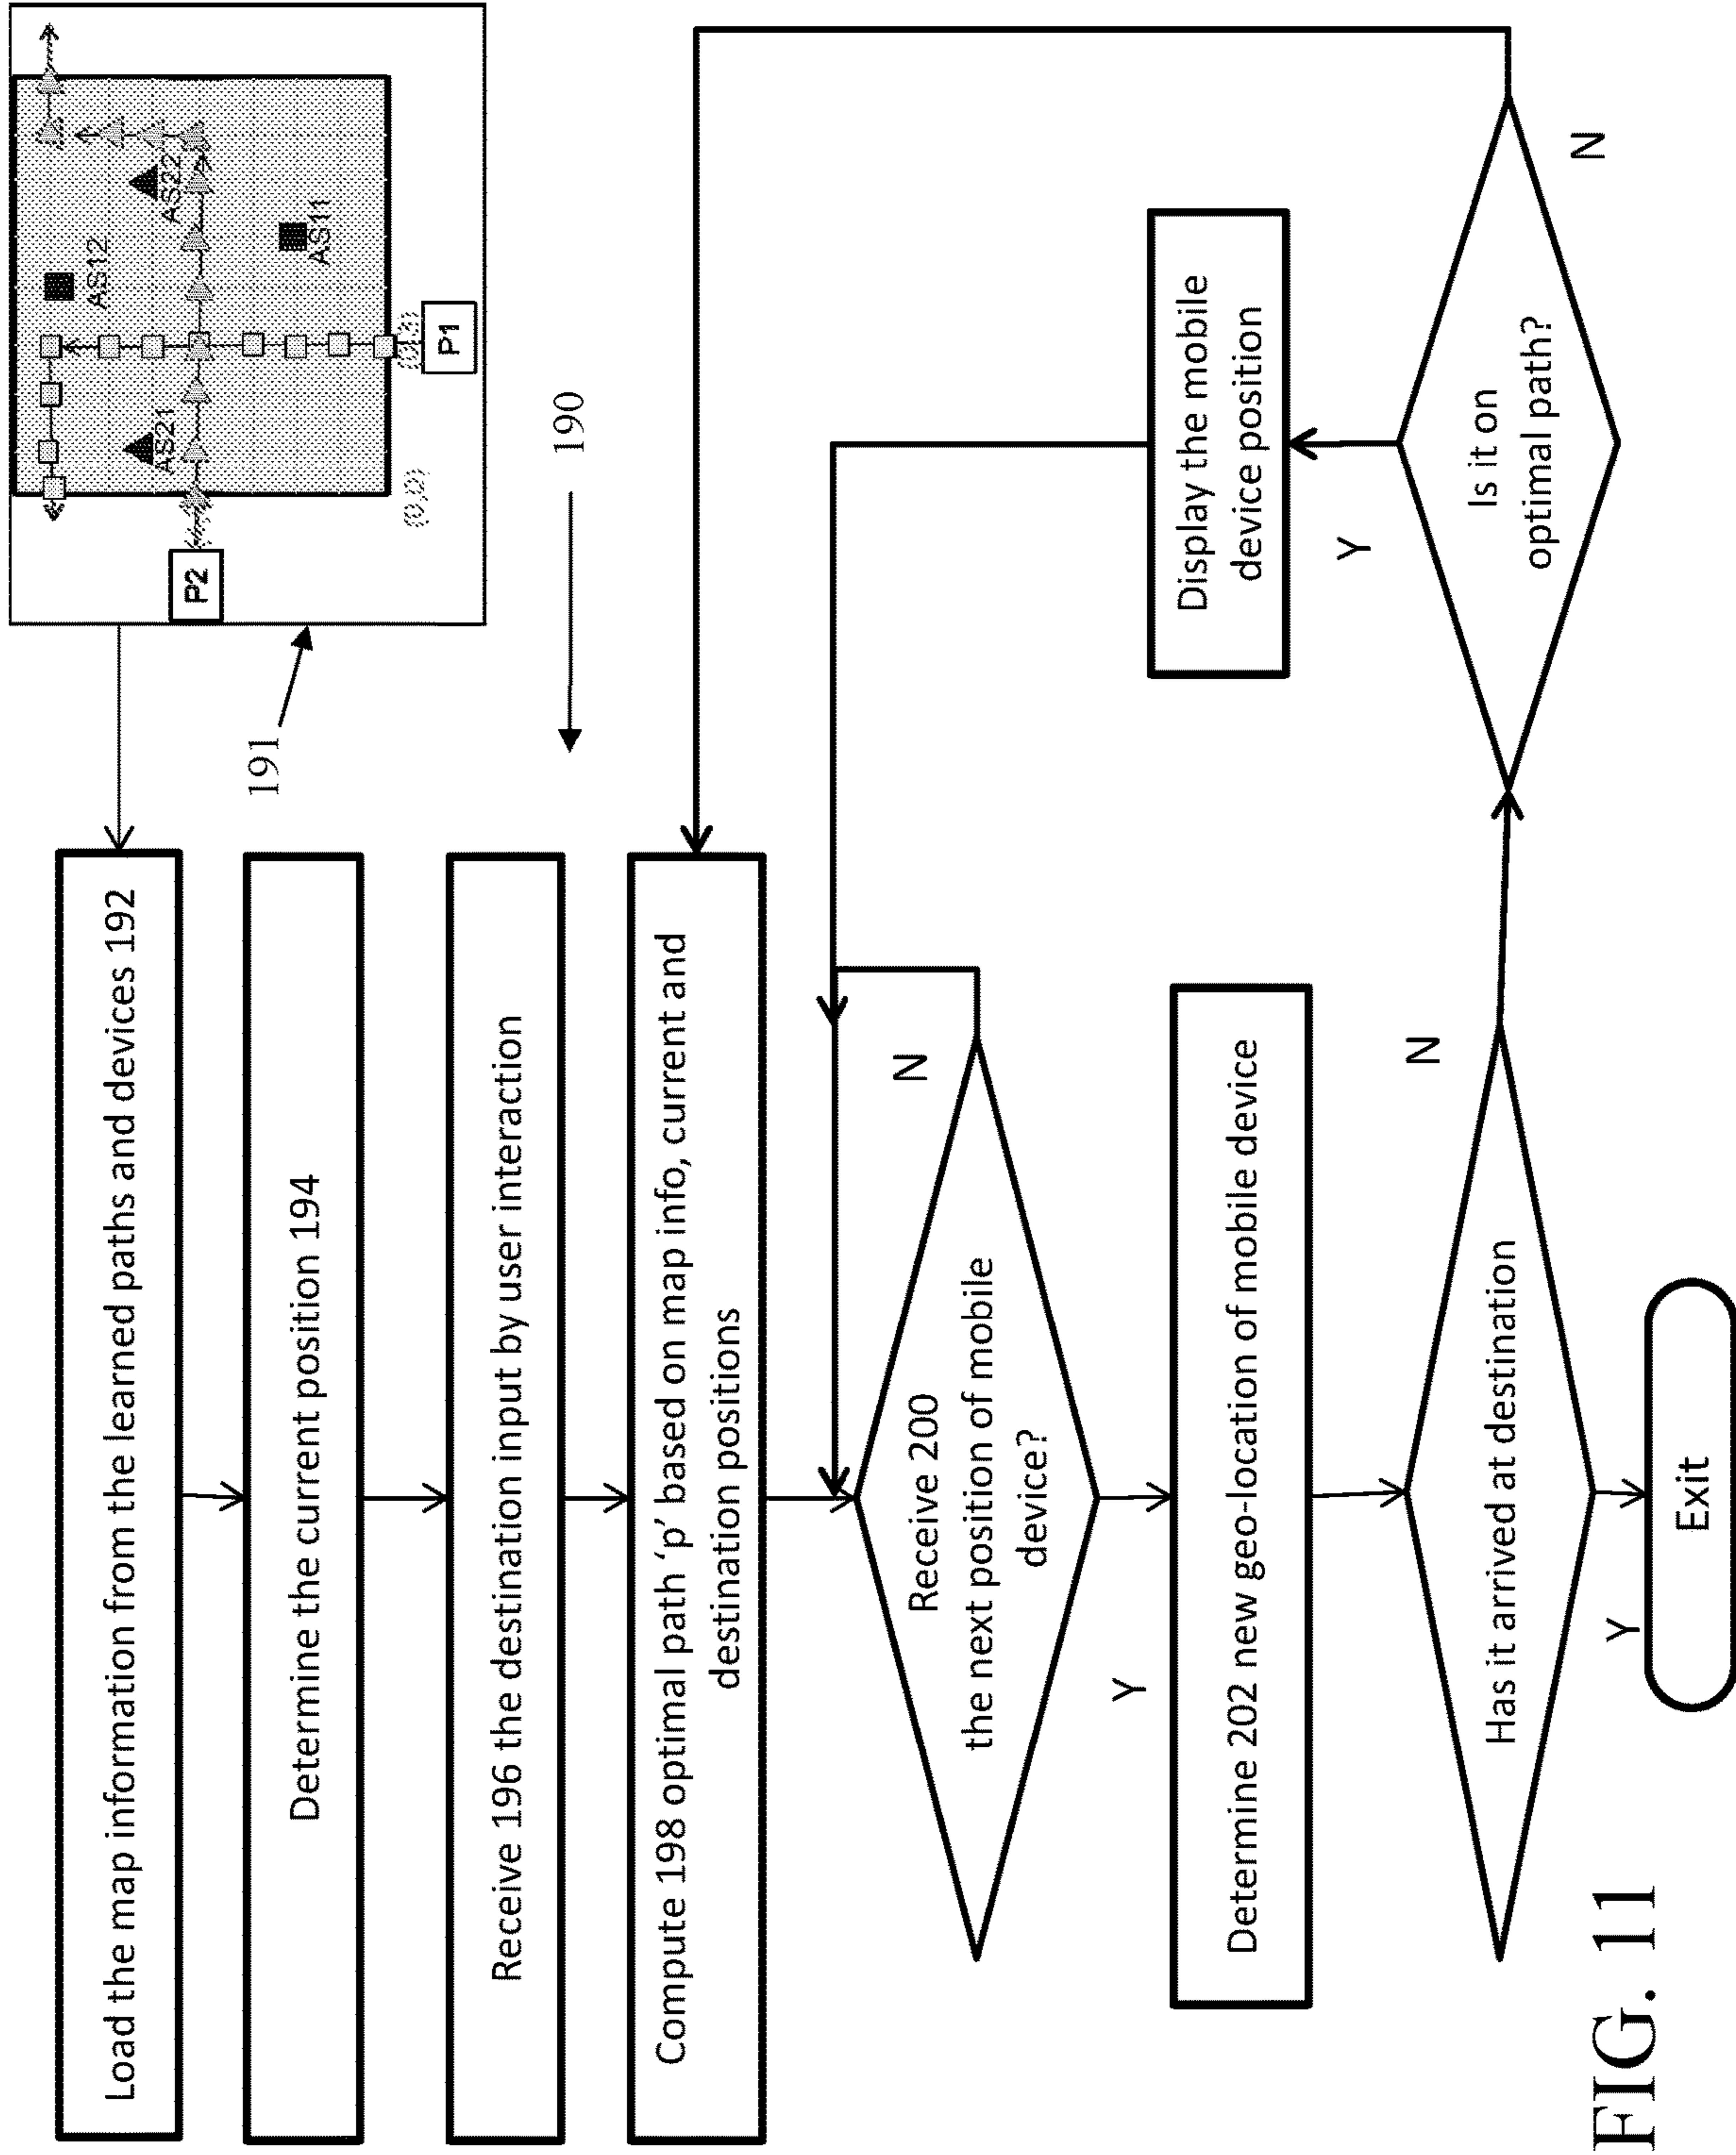 Load the map information from the learned paths and devices 192
Determine the current position 194
Receive 196 the destination input by user interaction
Compute 198 optimal path ‘p’ based on map info, current and
destination positions
Receive 200
the next position of mobile
device?
N
Y
Determine 202 new geo-location of mobile device
Has it arrived at destination
N
Y
Exit
191
190
P2
P1
AS21
AS12
AS22
AS11
(0,0)
(0,3)
Display the mobile
device position
Y
Is it on
optimal path?
N
FIG. 11